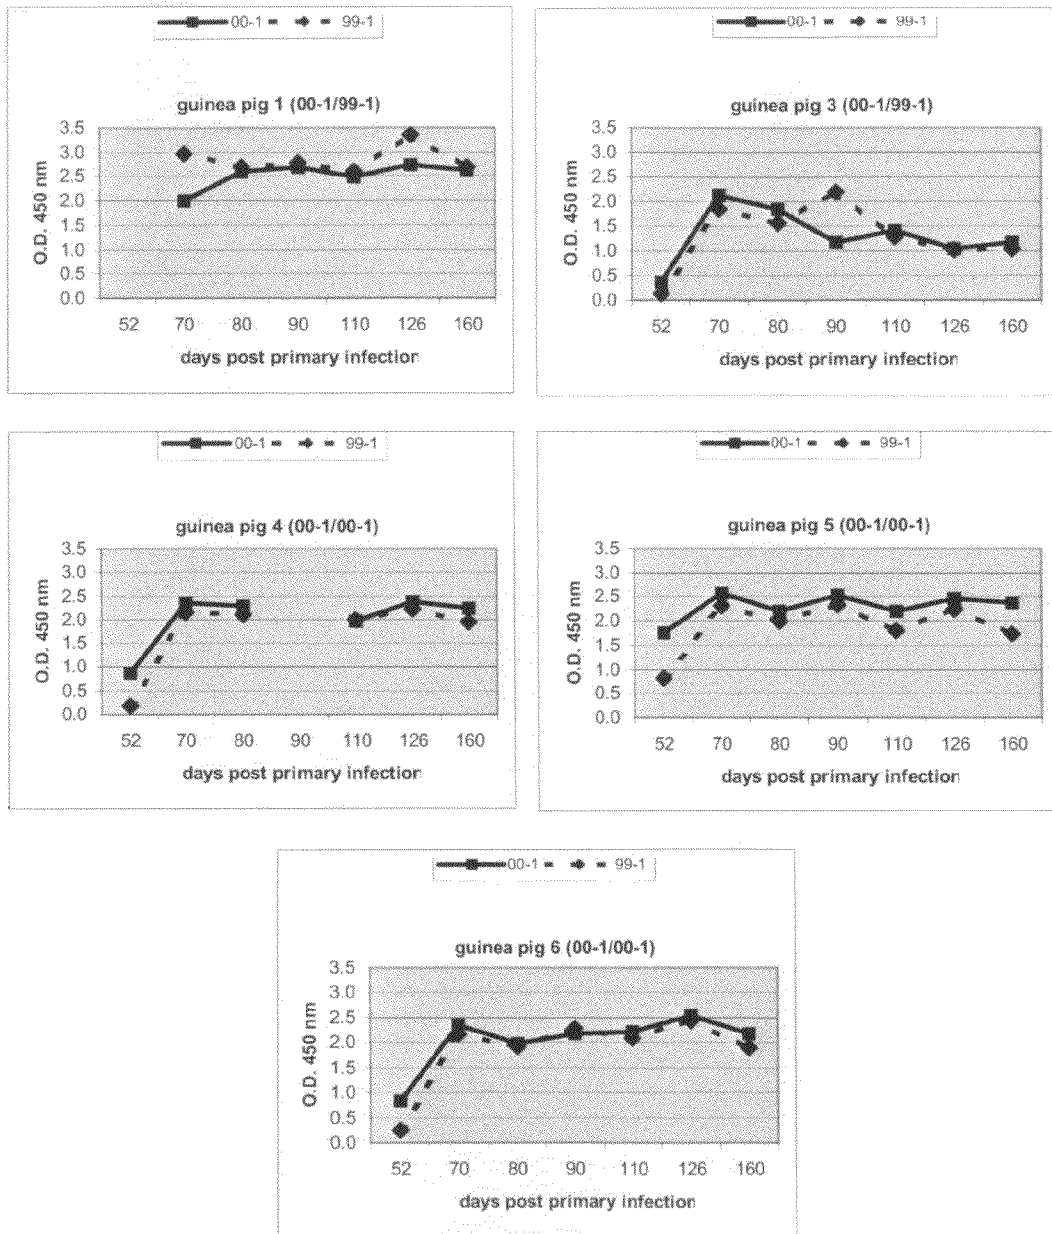 00-1 99-1
guinea pig 1 (00-1/99-1)
3.5
3.0
2.5
2.0
1.5
1.0
0.5
0.0
O.D. 450 nm
52 70 80 90 110 126 160
days post primary infection
00-1 99-1
guinea pig 3 (00-1/99-1)
3.5
3.0
2.5
2.0
1.5
1.0
0.5
0.0
O.D. 450 nm
52 70 80 90 110 126 160
days post primary infection
00-1 99-1
guinea pig 4 (00-1/00-1)
3.5
3.0
2.5
2.0
1.5
1.0
0.5
0.0
O.D. 450 nm
52 70 80 90 110 126 160
days post primary infection
00-1 99-1
guinea pig 5 (00-1/00-1)
3.5
3.0
2.5
2.0
1.5
1.0
0.5
0.0
O.D. 450 nm
52 70 80 90 110 126 160
days post primary infection
00-1 99-1
guinea pig 6 (00-1/00-1)
3.5
3.0
2.5
2.0
1.5
1.0
0.5
0.0
O.D. 450 nm
52 70 80 90 110 126 160
days post primary infection